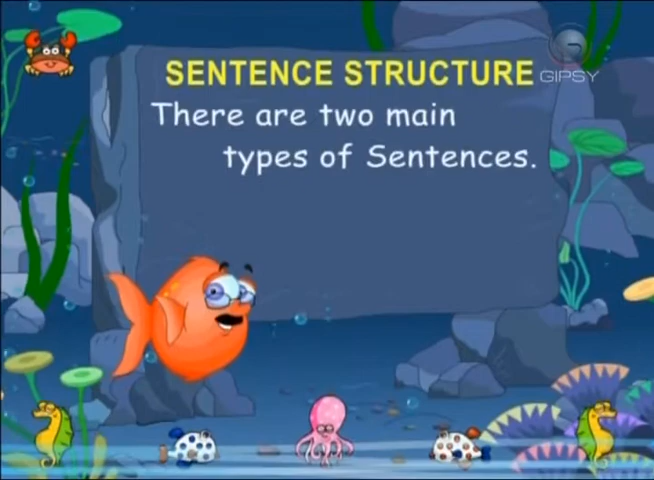 SENTENCE STRUCTURE
GIPSY
There are two main
types of Sentences.